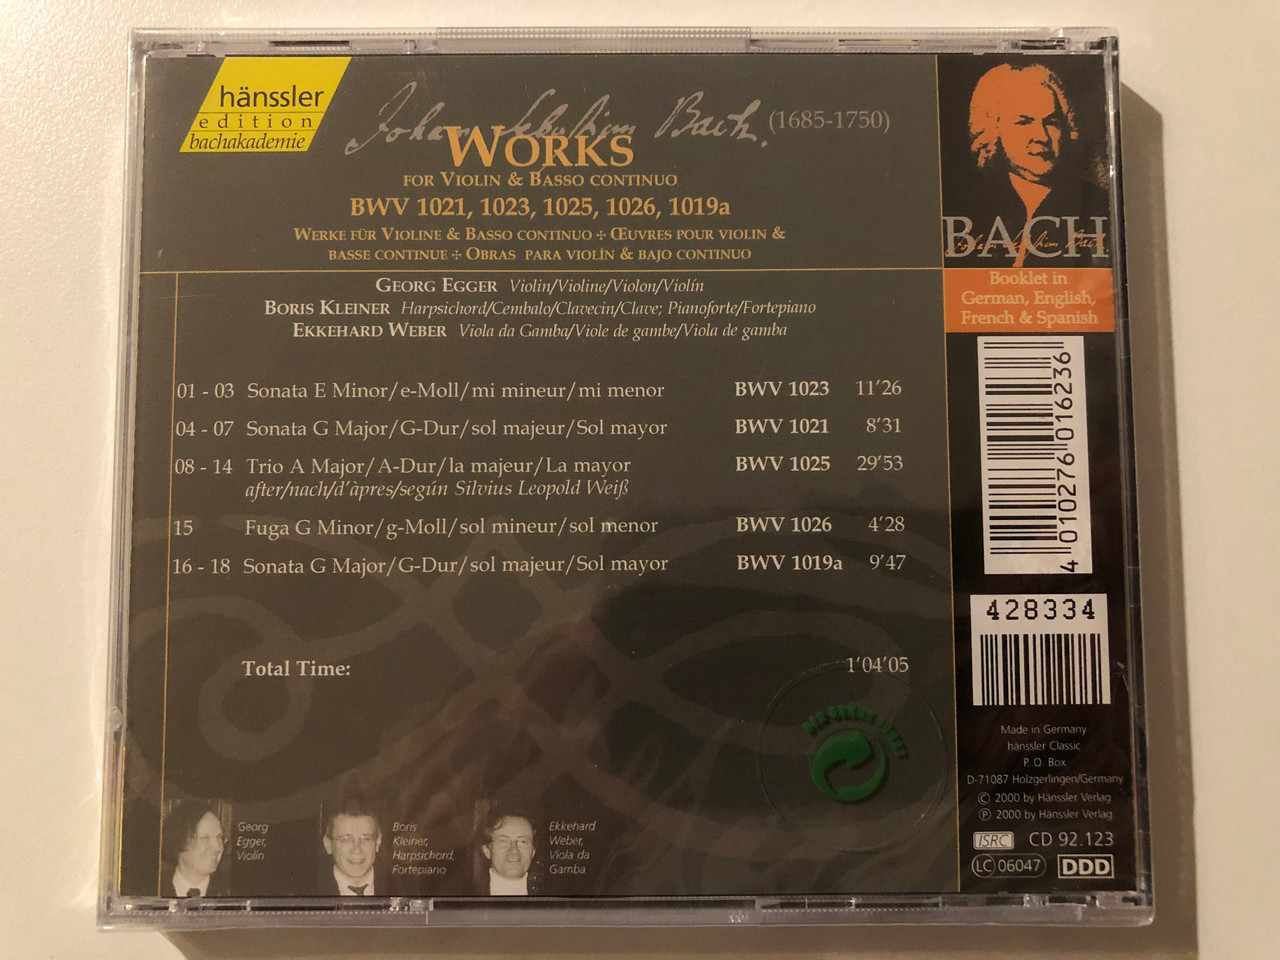 hänssler
edition
bachakademie
Johann Sebastian Bach. (1685-1750)
WORKS
FOR VIOLIN & BASSO CONTINUO
BWV 1021, 1023, 1025, 1026, 1019a
WERKE FÜR VIOLINE & BASSO CONTINUO + ŒUVRES POUR VIOLIN &
BASSE CONTINUE + OBRAS PARA VIOLÍN & BAJO CONTINUO
GEORG EGGER Violin/Violine/Violon/Violín
BORIS KLEINER Harpsichord/Cembalo/Clavecin/Clave; Pianoforte/Fortepiano
EKKEHARD WEBER Viola da Gamba/Viole de gambe/Viola de gamba
01 - 03 Sonata E Minor/e-Moll/mi mineur/mi menor BWV 1023 11'26
04 - 07 Sonata G Major/G-Dur/sol majeur/Sol mayor BWV 1021 8'31
08 - 14 Trio A Major/A-Dur/la majeur/La mayor BWV 1025 29'53
after/nach/d'àpres/según Silvius Leopold Weiß
15 Fuga G Minor/g-Moll/sol mineur/sol menor BWV 1026 4'28
16 - 18 Sonata G Major/G-Dur/sol majeur/Sol mayor BWV 1019a 9'47
Total Time: 1'04'05
DER GRÜNE PUNKT
Georg
Egger,
Violin
Boris
Kleiner,
Harpsichord,
Fortepiano
Ekkehard
Weber,
Viola da
Gamba
BACH
Booklet in
German, English,
French & Spanish
4 010276 016236
428334
Made in Germany
hänssler Classic
P. O. Box
D-71087 Holzgerlingen/Germany
© 2000 by Hänssler Verlag
℗ 2000 by Hänssler Verlag
ISRC CD 92.123
LC 06047 DDD